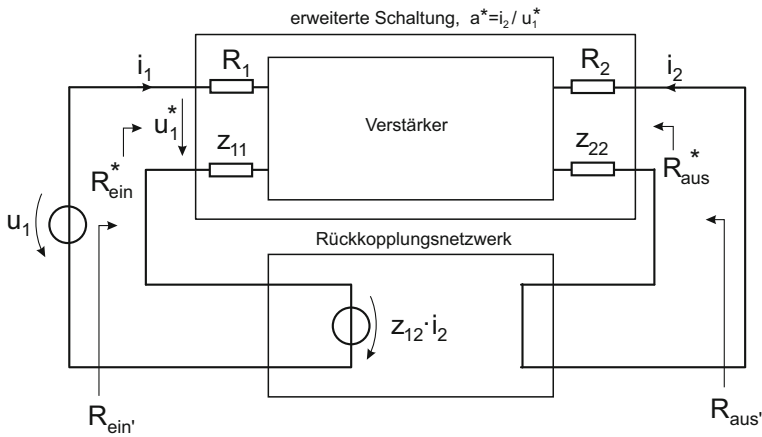 erweiterte Schaltung, a*=i₂/ u₁*
i₁
R₁
R₂
i₂
u₁*
Verstärker
z₁₁
z₂₂
R*ein
R*aus
u₁
Rückkopplungsnetzwerk
z₁₂·i₂
Rein'
Raus'